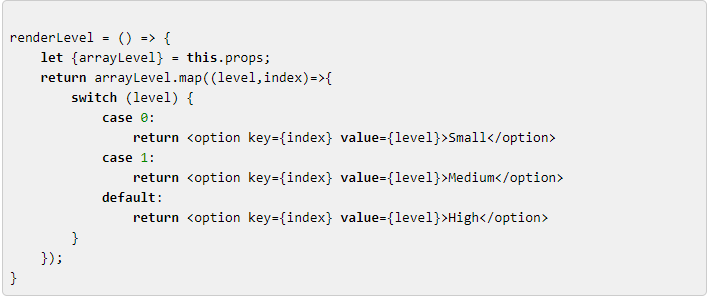 renderLevel = () => {
    let {arrayLevel} = this.props;
    return arrayLevel.map((level,index)=>{
        switch (level) {
            case 0:
                return <option key={index} value={level}>Small</option>
            case 1:
                return <option key={index} value={level}>Medium</option>
            default:
                return <option key={index} value={level}>High</option>
        }
    });
}